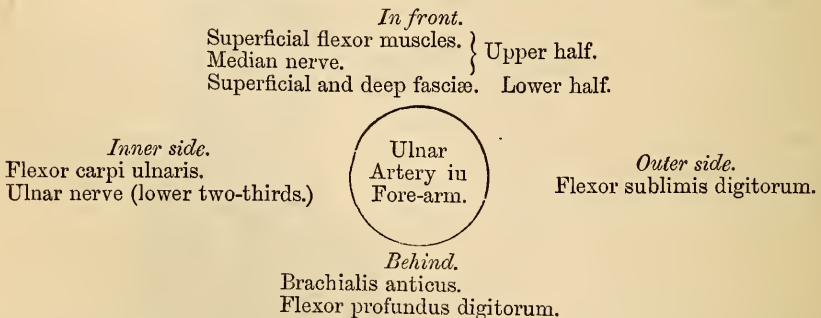 In front.
Superficial flexor muscles. } Upper half.
Median nerve.
Superficial and deep fasciæ. Lower half.
Inner side.
Flexor carpi ulnaris.
Ulnar nerve (lower two-thirds.)
Ulnar
Artery iu
Fore-arm.
Outer side.
Flexor sublimis digitorum.
Behind.
Brachialis anticus.
Flexor profundus digitorum.